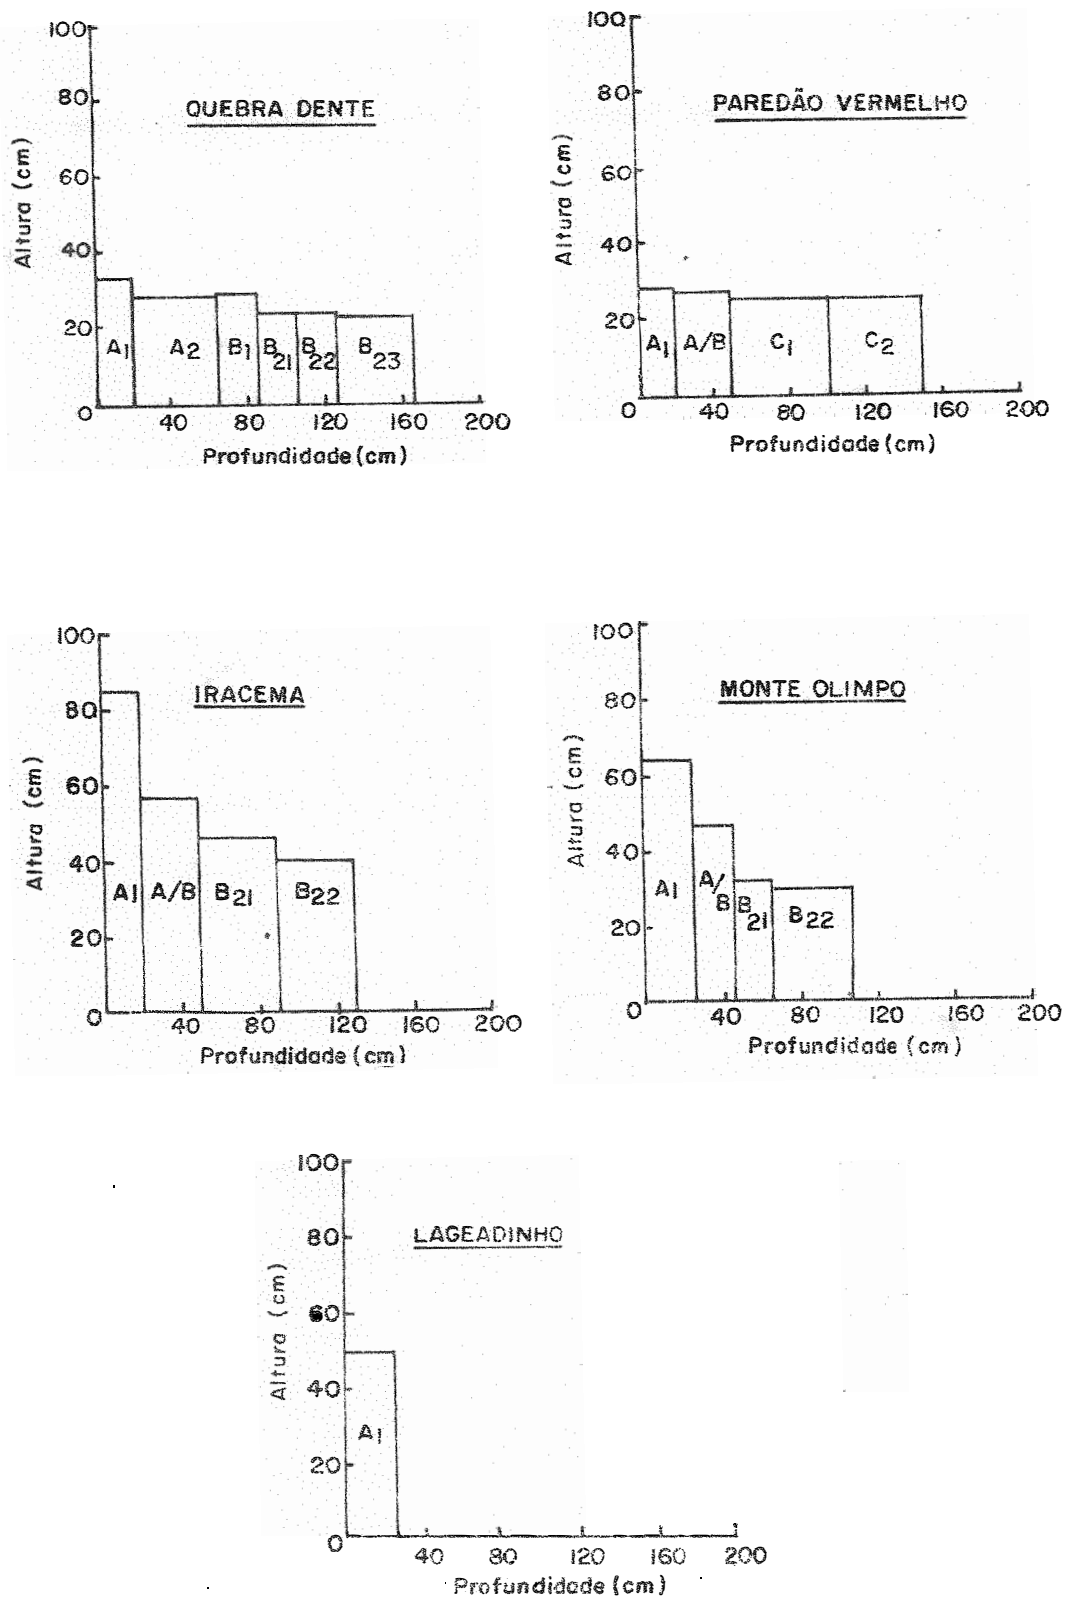 100
80
QUEBRA DENTE
60
Altura (cm)
40
20
A1 A2 B1 B21 B22 B23
0 40 80 120 160 200
Profundidade (cm)
100
80
PAREDÃO VERMELHO
60
Altura (cm)
40
20
A1 A/B C1 C2
0 40 80 120 160 200
Profundidade (cm)
100
IRACEMA
80
60
Altura (cm)
40
A1 A/B B21 B22
20
0 40 80 120 160 200
Profundidade (cm)
100
MONTE OLIMPO
80
60
Altura (cm)
40
A1 A/B B21 B22
20
0 40 80 120 160 200
Profundidade (cm)
100
80
LAGEADINHO
60
Altura (cm)
40
A1
20
0 40 80 120 160 200
Profundidade (cm)